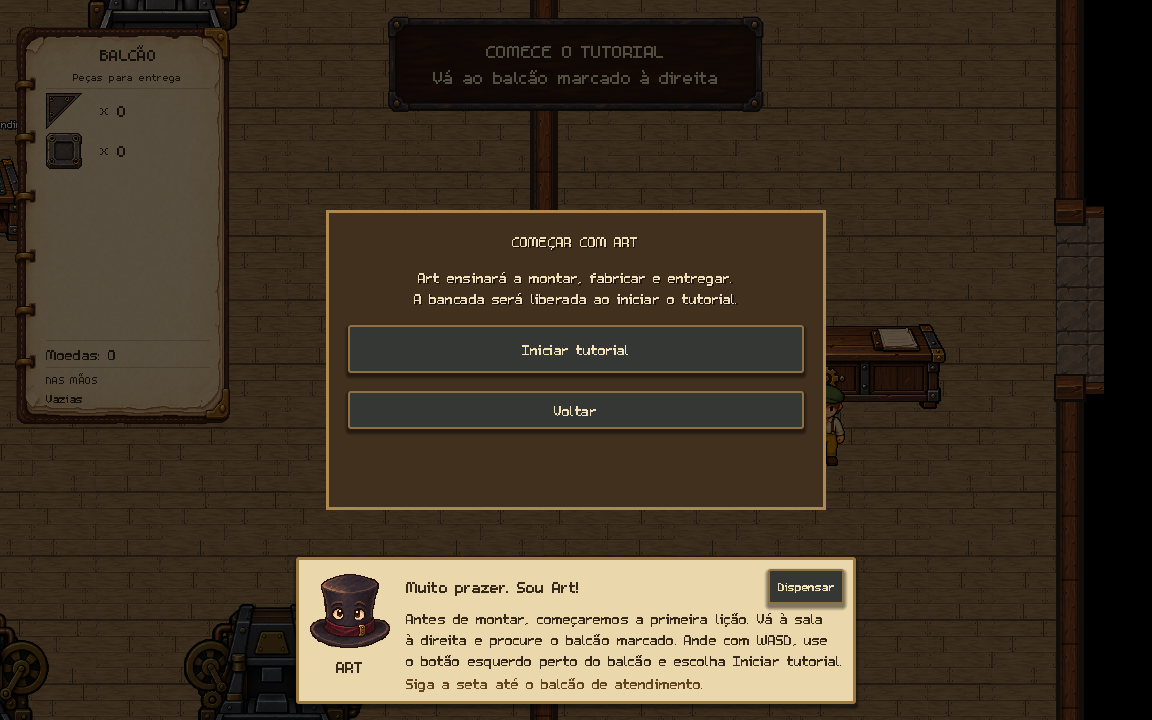 BALCÃO
Peças para entrega
x 0
x 0
Moedas: 0
NAS MÃOS
Vazias
COMECE O TUTORIAL
Vá ao balcão marcado à direita
COMEÇAR COM ART
Art ensinará a montar, fabricar e entregar.
A bancada será liberada ao iniciar o tutorial.
Iniciar tutorial
Voltar
Muito prazer. Sou Art!
Dispensar
Antes de montar, começaremos a primeira lição. Vá à sala
à direita e procure o balcão marcado. Ande com WASD, use
o botão esquerdo perto do balcão e escolha Iniciar tutorial.
Siga a seta até o balcão de atendimento.
ART